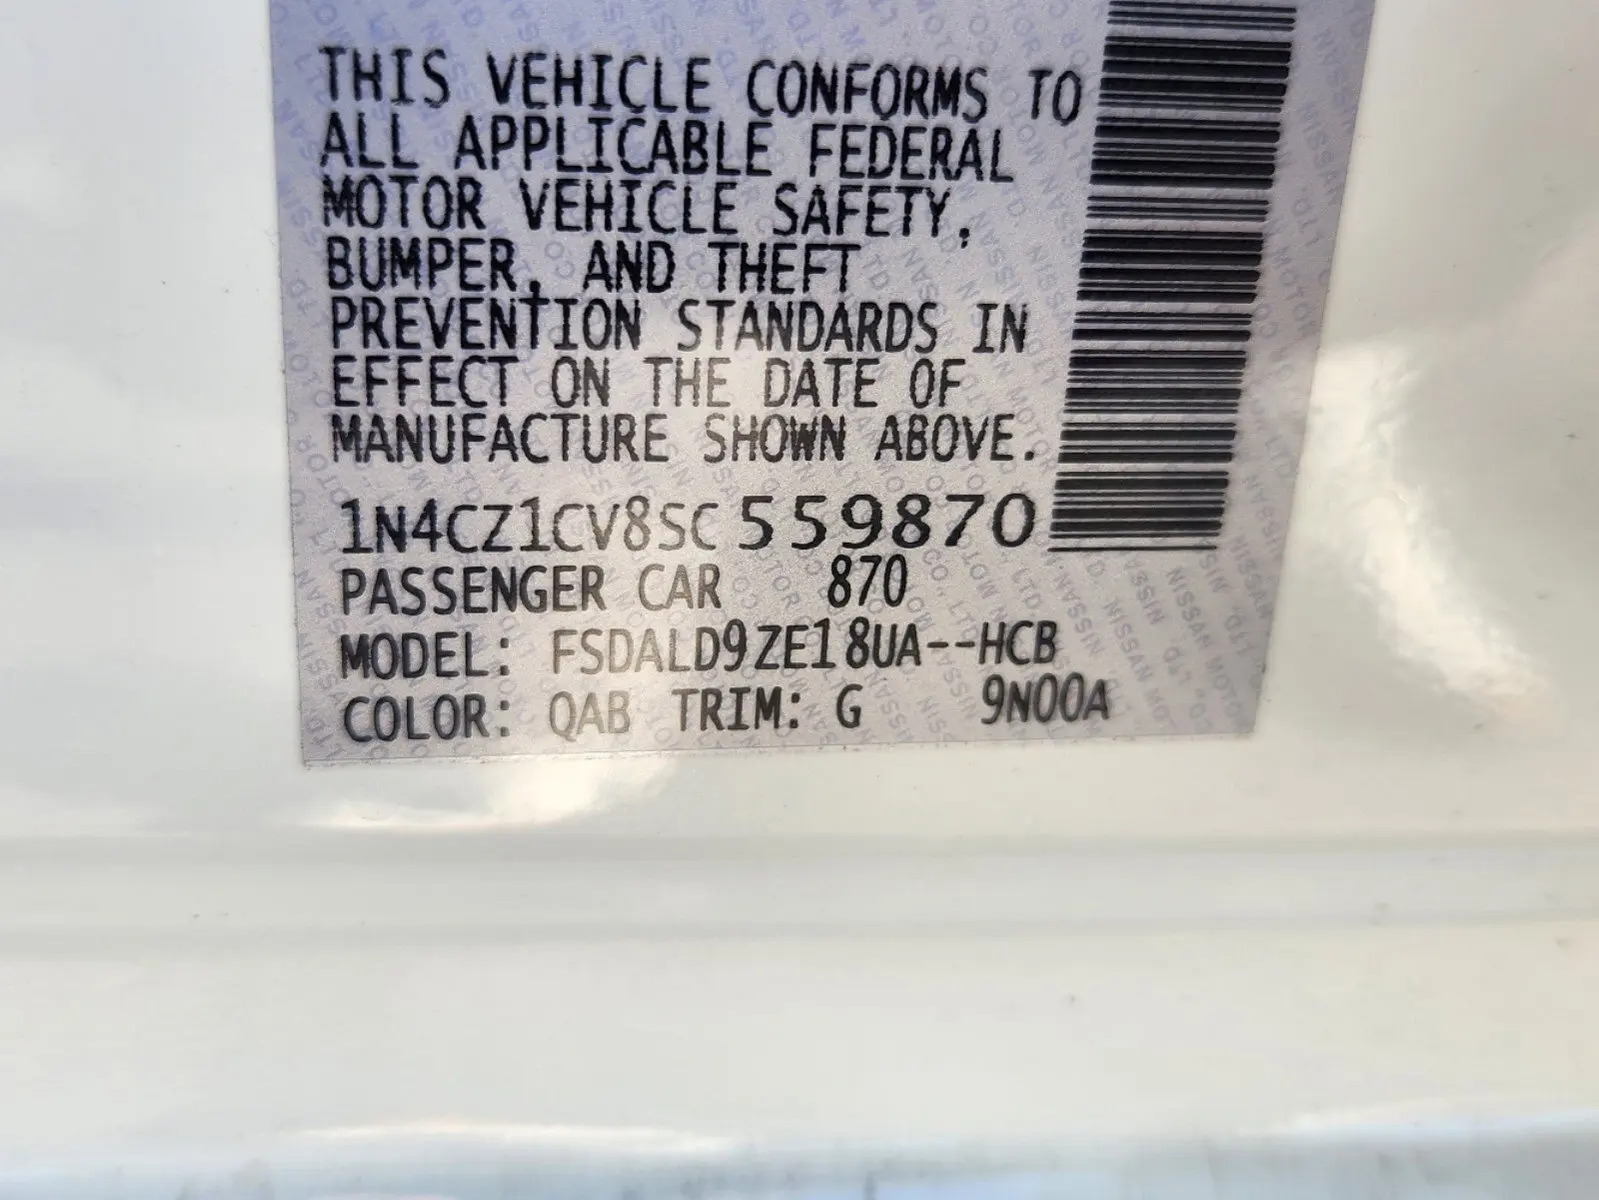 THIS VEHICLE CONFORMS TO
ALL APPLICABLE FEDERAL
MOTOR VEHICLE SAFETY,
BUMPER, AND THEFT
PREVENTION STANDARDS IN
EFFECT ON THE DATE OF
MANUFACTURE SHOWN ABOVE.
1N4CZ1CV8SC559870
PASSENGER CAR 870
MODEL: FSDALD9ZE18UA--HCB
COLOR: QAB TRIM: G 9N00A